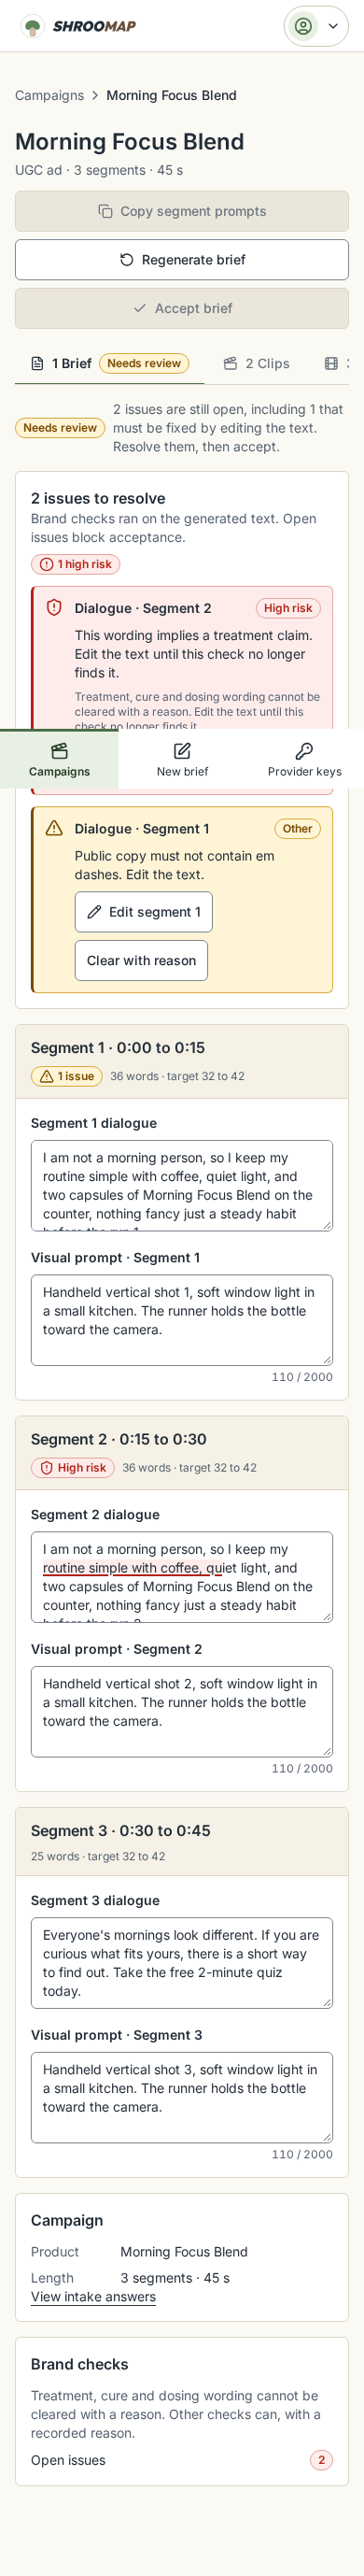 SHROOMAP
Campaigns > Morning Focus Blend
Morning Focus Blend
UGC ad · 3 segments · 45 s
Copy segment prompts
Regenerate brief
Accept brief
1 Brief Needs review 2 Clips
Needs review
2 issues are still open, including 1 that
must be fixed by editing the text.
Resolve them, then accept.
2 issues to resolve
Brand checks ran on the generated text. Open
issues block acceptance.
1 high risk
Dialogue · Segment 2 High risk
This wording implies a treatment claim.
Edit the text until this check no longer
finds it.
Treatment, cure and dosing wording cannot be
cleared with a reason. Edit the text until this
check no longer finds it.
Campaigns New brief Provider keys
Dialogue · Segment 1 Other
Public copy must not contain em
dashes. Edit the text.
Edit segment 1
Clear with reason
Segment 1 · 0:00 to 0:15
1 issue 36 words · target 32 to 42
Segment 1 dialogue
I am not a morning person, so I keep my
routine simple with coffee, quiet light, and
two capsules of Morning Focus Blend on the
counter, nothing fancy just a steady habit
before the run 1
Visual prompt · Segment 1
Handheld vertical shot 1, soft window light in
a small kitchen. The runner holds the bottle
toward the camera.
110 / 2000
Segment 2 · 0:15 to 0:30
High risk 36 words · target 32 to 42
Segment 2 dialogue
I am not a morning person, so I keep my
routine simple with coffee, quiet light, and
two capsules of Morning Focus Blend on the
counter, nothing fancy just a steady habit
before the run 2
Visual prompt · Segment 2
Handheld vertical shot 2, soft window light in
a small kitchen. The runner holds the bottle
toward the camera.
110 / 2000
Segment 3 · 0:30 to 0:45
25 words · target 32 to 42
Segment 3 dialogue
Everyone's mornings look different. If you are
curious what fits yours, there is a short way
to find out. Take the free 2-minute quiz
today.
Visual prompt · Segment 3
Handheld vertical shot 3, soft window light in
a small kitchen. The runner holds the bottle
toward the camera.
110 / 2000
Campaign
Product Morning Focus Blend
Length 3 segments · 45 s
View intake answers
Brand checks
Treatment, cure and dosing wording cannot be
cleared with a reason. Other checks can, with a
recorded reason.
Open issues 2